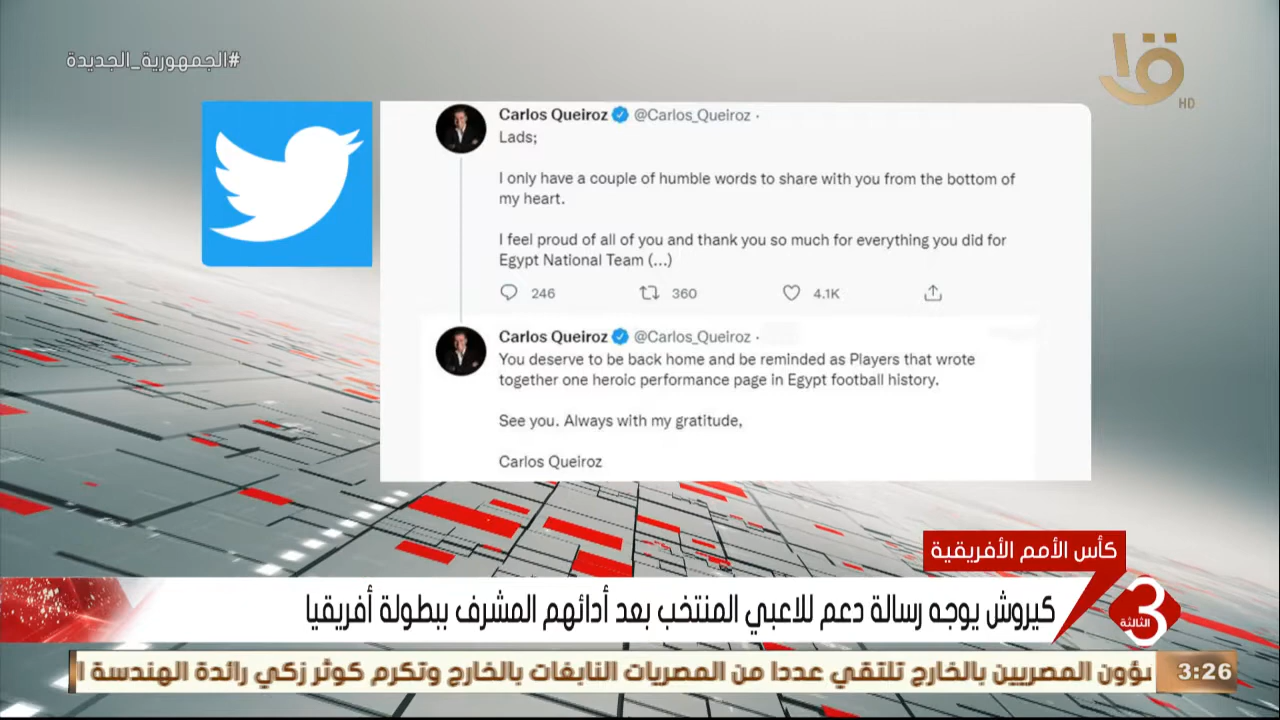 #الجمهورية_الجديدة
HD
Carlos Queiroz @Carlos_Queiroz ·
Lads;
I only have a couple of humble words to share with you from the bottom of
my heart.
I feel proud of all of you and thank you so much for everything you did for
Egypt National Team (...)
246 360 4.1K
Carlos Queiroz @Carlos_Queiroz ·
You deserve to be back home and be reminded as Players that wrote
together one heroic performance page in Egypt football history.
See you. Always with my gratitude,
Carlos Queiroz
كأس الأمم الأفريقية
3 الثالثة
كيروش يوجه رسالة دعم للاعبي المنتخب بعد أدائهم المشرف ببطولة أفريقيا
3:26
بالخارج تلتقي عددا من المصريات النابغات بالخارج وتكرم كوثر زكي رائدة الهندسة